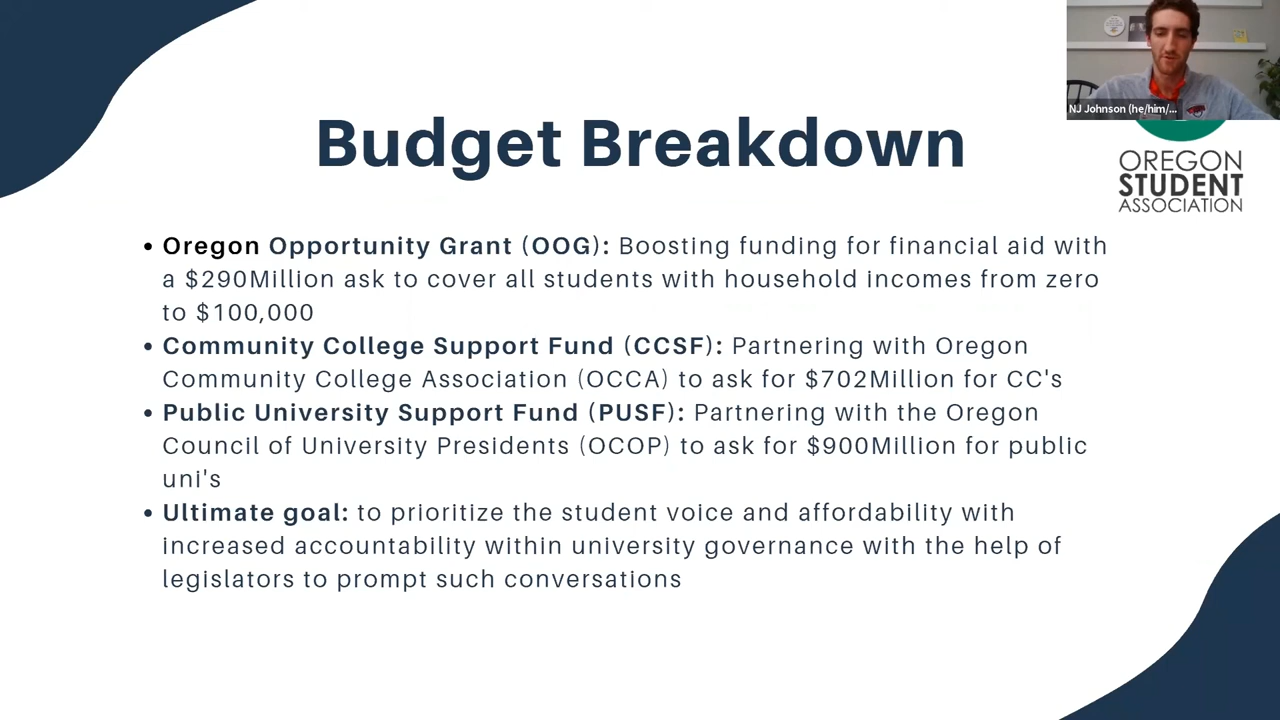 NJ Johnson (he/him/...
Budget Breakdown
OREGON
STUDENT
ASSOCIATION
• Oregon Opportunity Grant (OOG): Boosting funding for financial aid with
a $290Million ask to cover all students with household incomes from zero
to $100,000
• Community College Support Fund (CCSF): Partnering with Oregon
Community College Association (OCCA) to ask for $702Million for CC's
• Public University Support Fund (PUSF): Partnering with the Oregon
Council of University Presidents (OCOP) to ask for $900Million for public
uni's
• Ultimate goal: to prioritize the student voice and affordability with
increased accountability within university governance with the help of
legislators to prompt such conversations